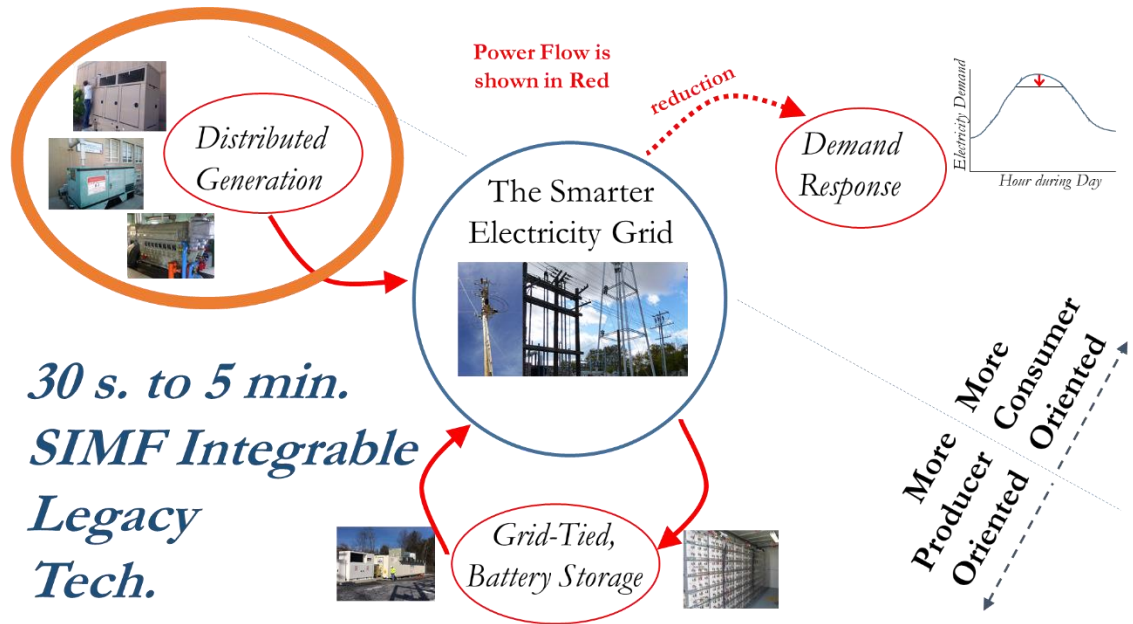 Power Flow is
shown in Red
reduction
Distributed
Generation
The Smarter
Electricity Grid
Demand
Response
Electricity Demand
Hour during Day
30 s. to 5 min.
SIMF Integrable
Legacy
Tech.
Grid-Tied,
Battery Storage
More
Consumer
Oriented
More
Producer
Oriented